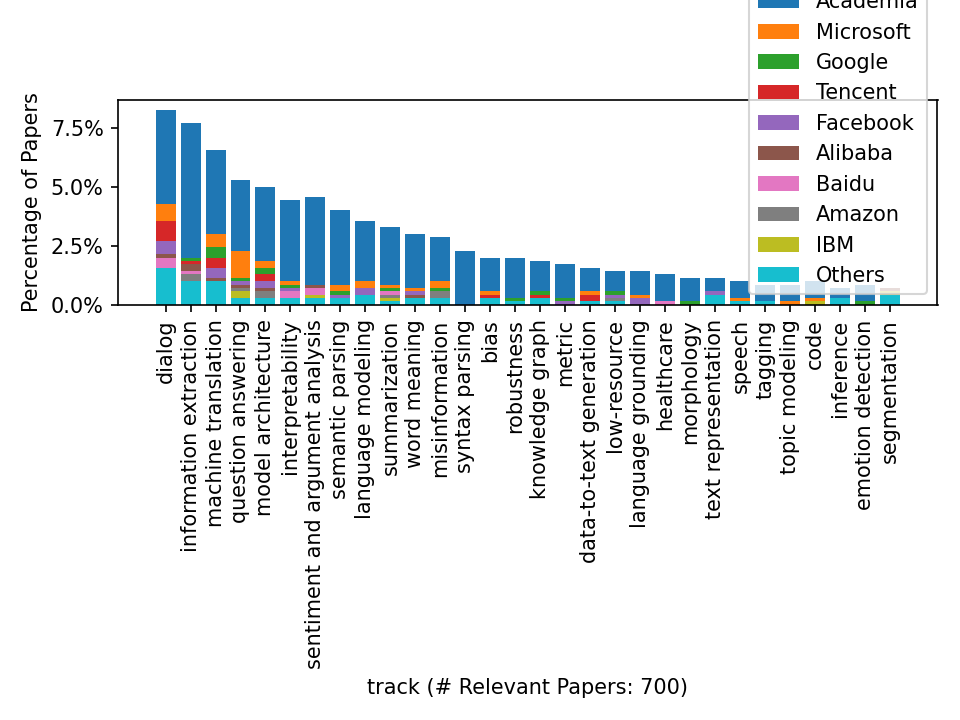 Academia
Microsoft
Google
Tencent
Facebook
Alibaba
Baidu
Amazon
IBM
Others
Percentage of Papers
7.5%
5.0%
2.5%
0.0%
dialog
information extraction
machine translation
question answering
model architecture
interpretability
sentiment and argument analysis
semantic parsing
language modeling
summarization
word meaning
misinformation
syntax parsing
bias
robustness
knowledge graph
metric
data-to-text generation
low-resource
language grounding
healthcare
morphology
text representation
speech
tagging
topic modeling
code
inference
emotion detection
segmentation
track (# Relevant Papers: 700)